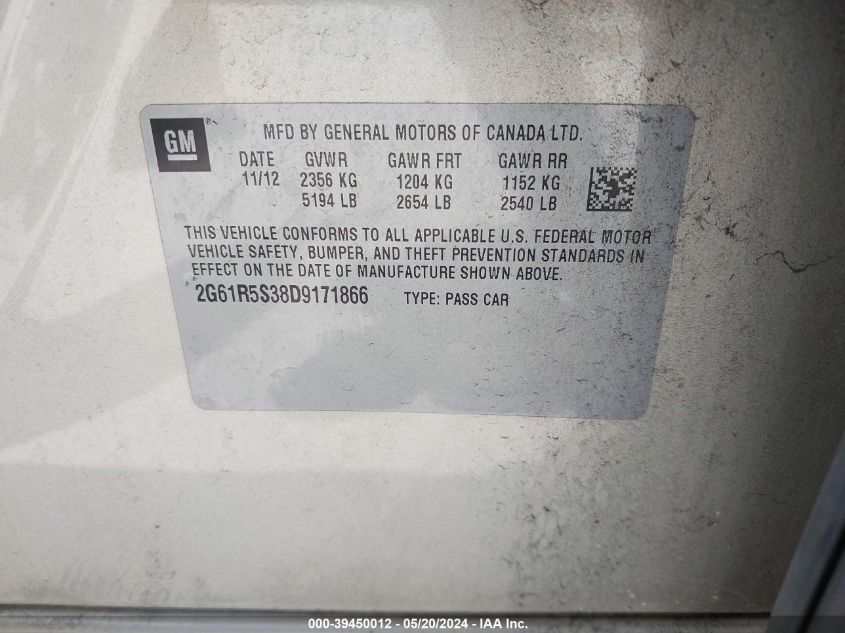 GM
MFD BY GENERAL MOTORS OF CANADA LTD.
DATE GVWR GAWR FRT GAWR RR
11/12 2356 KG 1204 KG 1152 KG
5194 LB 2654 LB 2540 LB
THIS VEHICLE CONFORMS TO ALL APPLICABLE U.S. FEDERAL MOTOR
VEHICLE SAFETY, BUMPER, AND THEFT PREVENTION STANDARDS IN
EFFECT ON THE DATE OF MANUFACTURE SHOWN ABOVE.
2G61R5S38D9171866 TYPE: PASS CAR
000-39450012 - 05/20/2024 - IAA Inc.